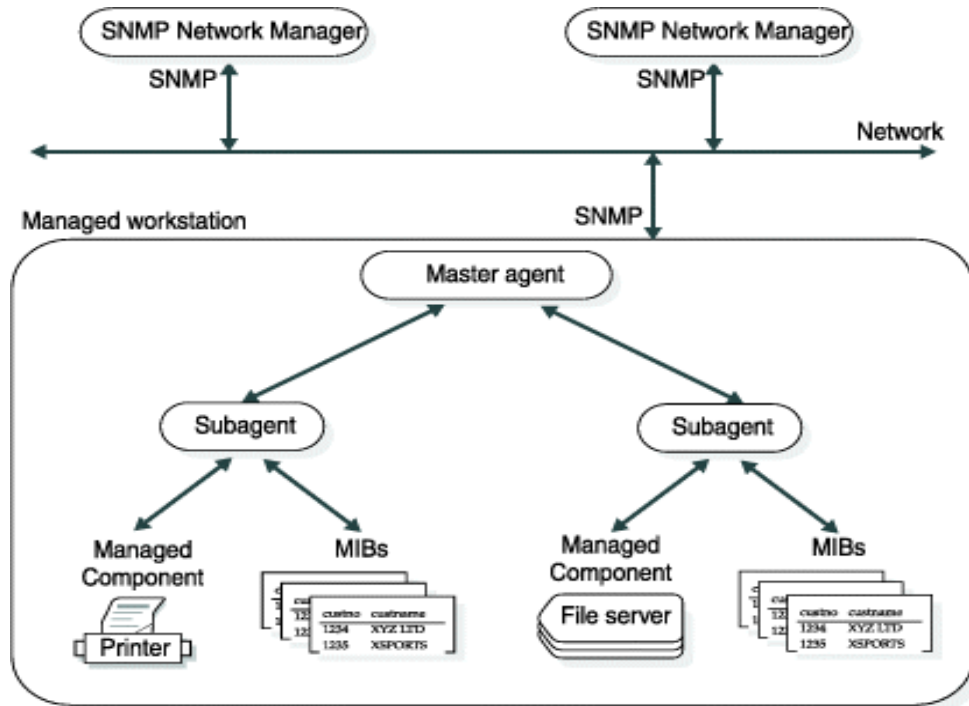 SNMP Network Manager
SNMP Network Manager
SNMP
SNMP
Network
SNMP
Managed workstation
Master agent
Subagent
Subagent
Managed
Component
MIBs
Managed
Component
MIBs
Printer
custno custname
1234 XYZ LTD
1235 XSPORTS
File server
custno custname
1234 XYZ LTD
1235 XSPORTS